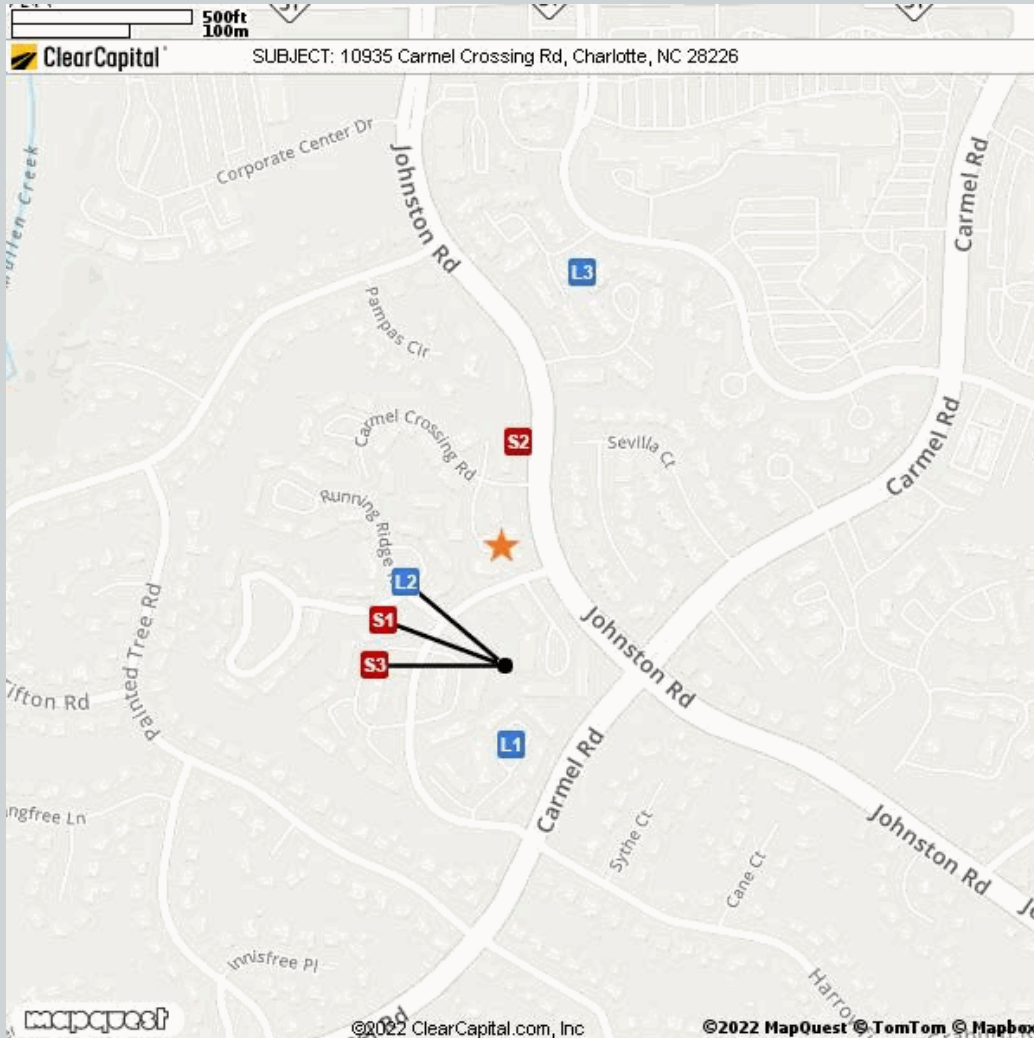 500ft
100m
ClearCapital
SUBJECT: 10935 Carmel Crossing Rd, Charlotte, NC 28226
Corporate Center Dr
Johnston Rd
Carmel Rd
L3
Pampas Cir
Carmel Crossing Rd
S2
Sevilla Ct
Carmel Rd
Running Ridge
L2
S1
S3
Painted Tree Rd
Johnston Rd
L1
Carmel Rd
Sythe Ct
Cane Ct
Johnston Rd
Innisfree Pl
Rd
mapquest
©2022 ClearCapital.com, Inc
©2022 MapQuest © TomTom © Mapbox